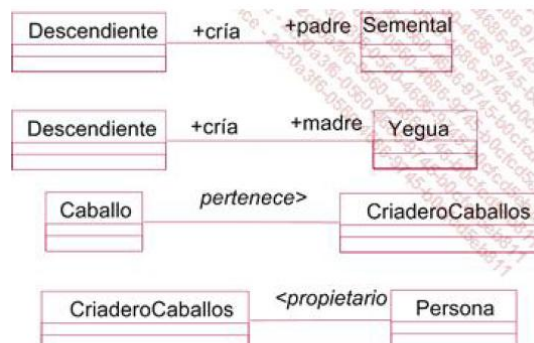 Descendiente +cría +padre Semental
Descendiente +cría +madre Yegua
Caballo pertenece> CriaderoCaballos
CriaderoCaballos <propietario Persona